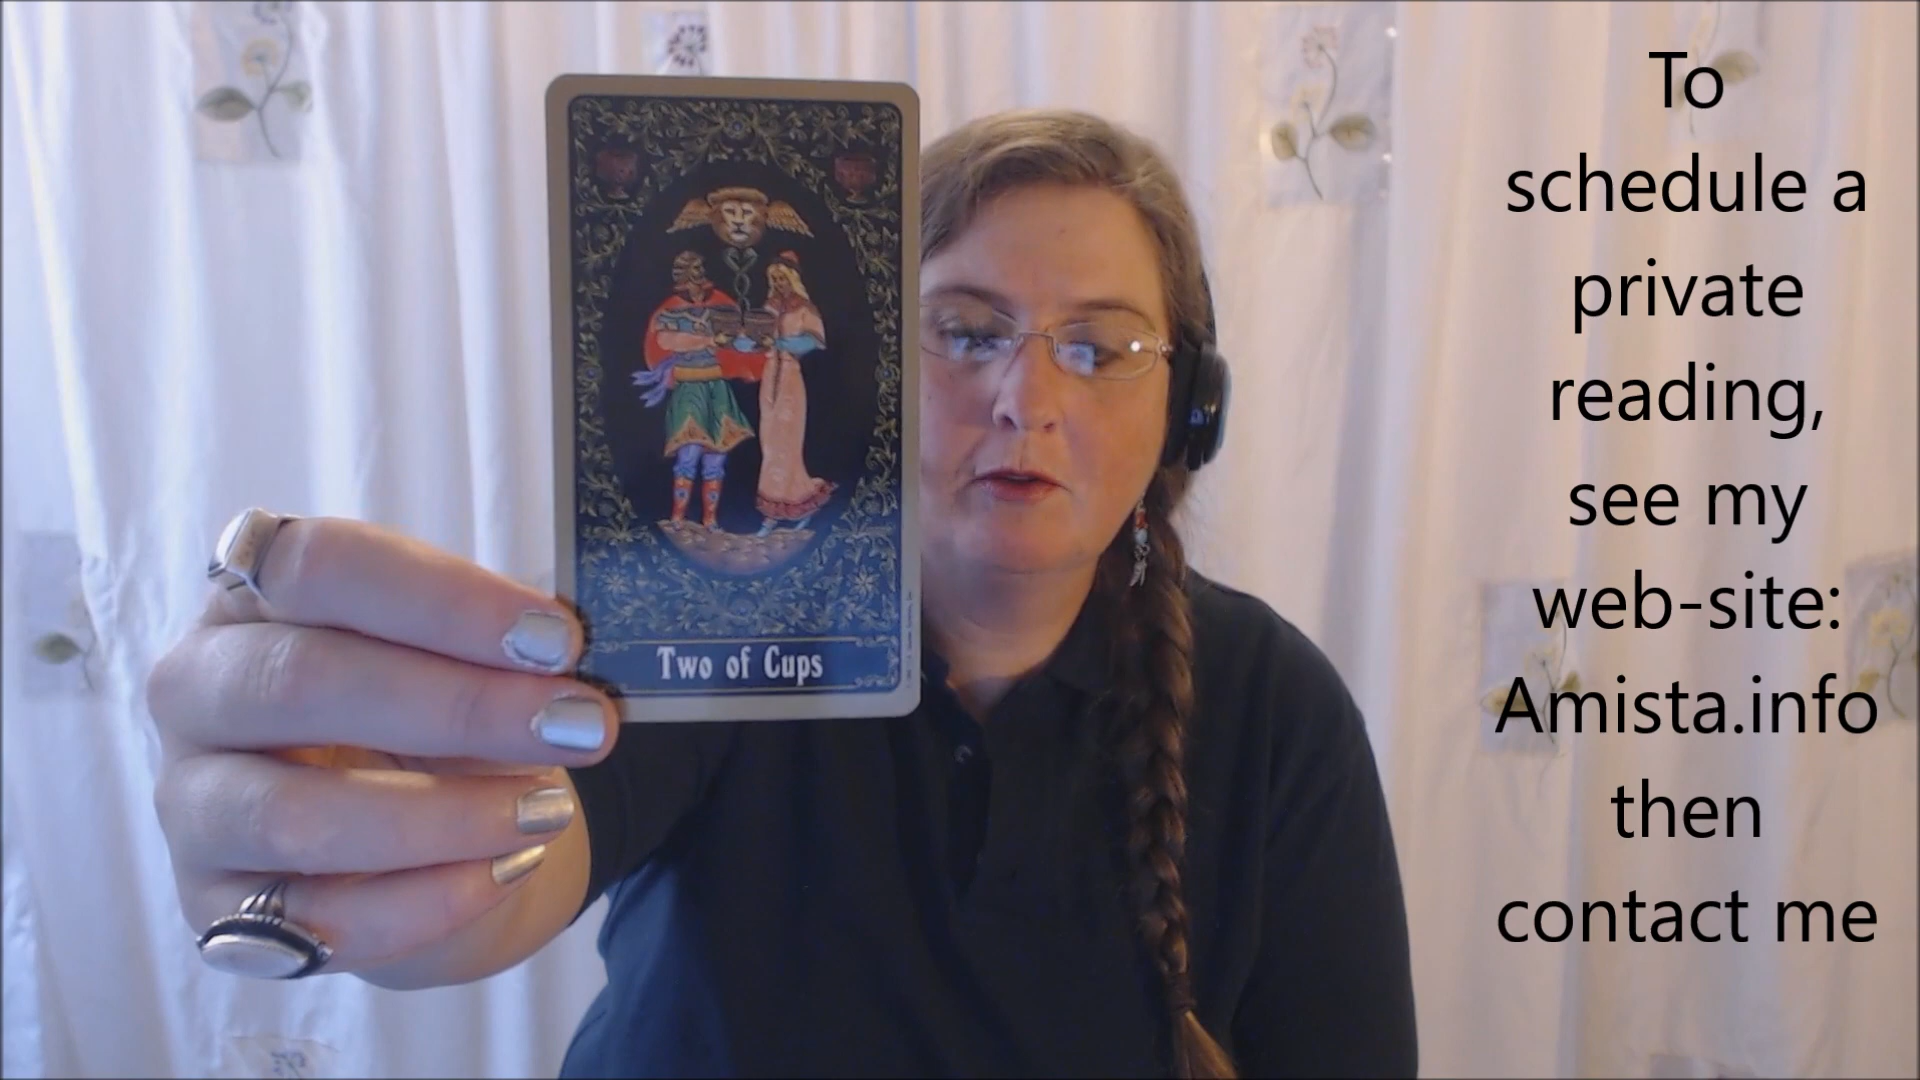 Two of Cups
To
schedule a
private
reading,
see my
web-site:
Amista.info
then
contact me